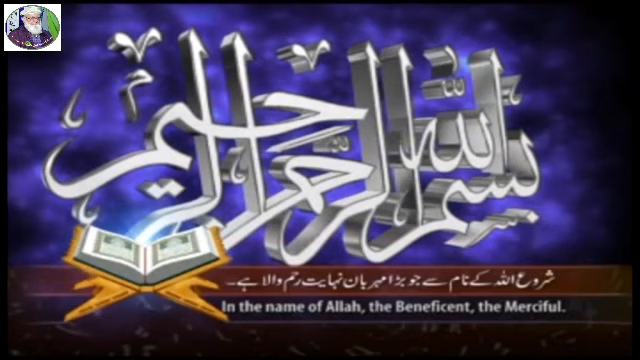 بسم الله الرحمن الرحيم
شروع اللہ کے نام سے جو بڑا مہربان نہایت رحم والا ہے۔
In the name of Allah, the Beneficent, the Merciful.